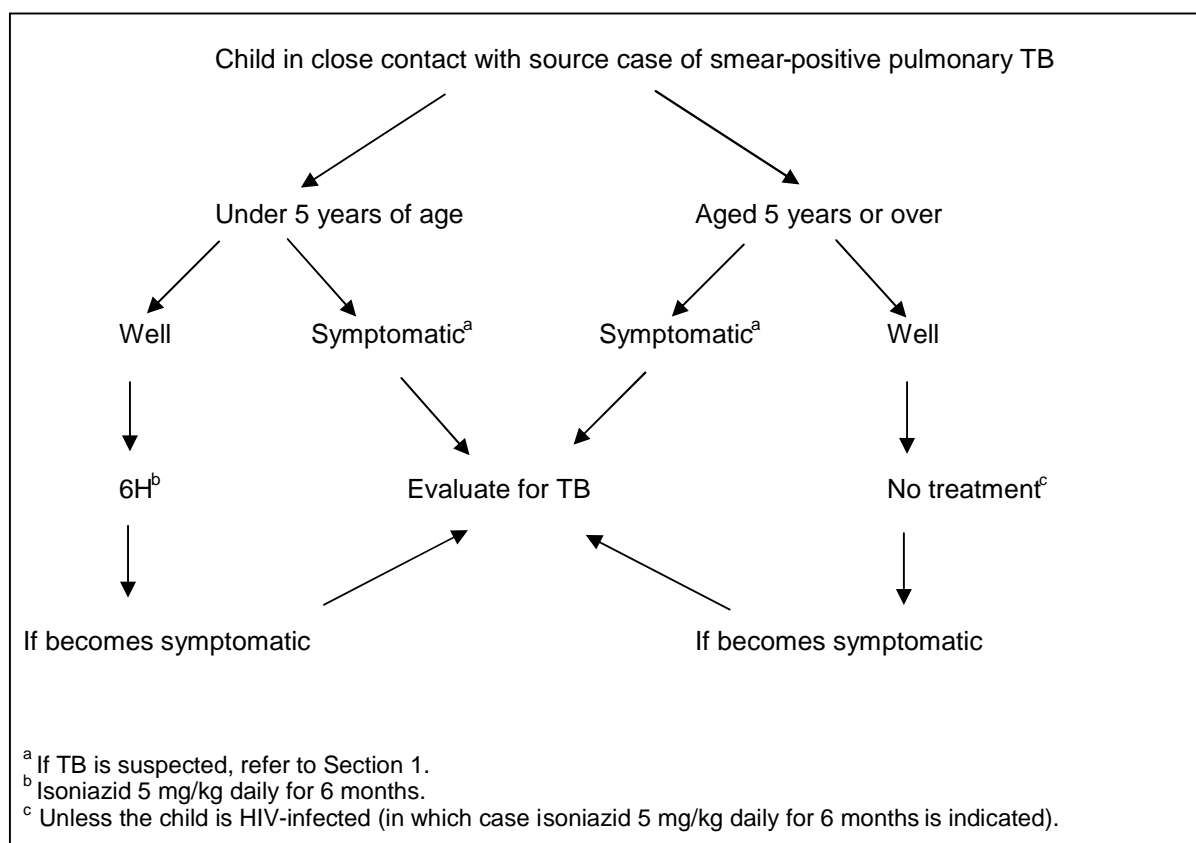 Child in close contact with source case of smear-positive pulmonary TB
Under 5 years of age
Aged 5 years or over
Well
Symptomatic^a
Symptomatic^a
Well
6H^b
Evaluate for TB
No treatment^c
If becomes symptomatic
If becomes symptomatic
^a If TB is suspected, refer to Section 1.
^b Isoniazid 5 mg/kg daily for 6 months.
^c Unless the child is HIV-infected (in which case isoniazid 5 mg/kg daily for 6 months is indicated).